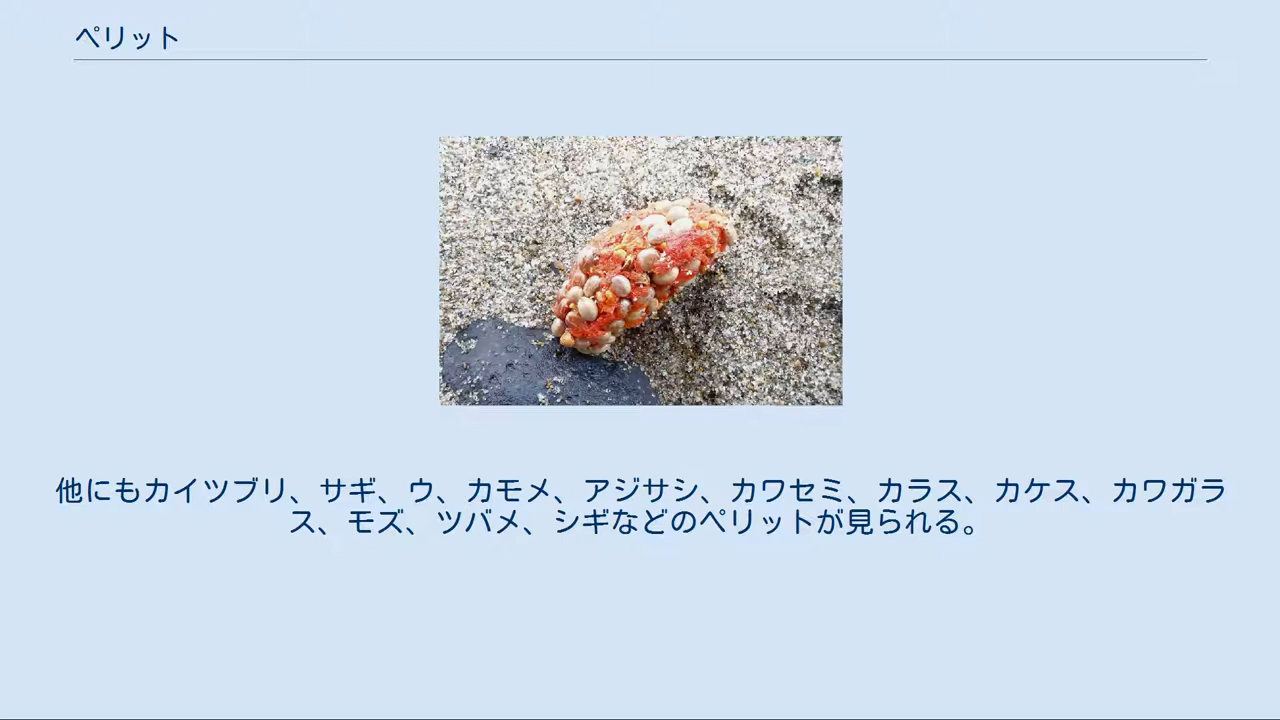 ペリット
他にもカイツブリ、サギ、ウ、カモメ、アジサシ、カワセミ、カラス、カケス、カワガラ
ス、モズ、ツバメ、シギなどのペリットが見られる。